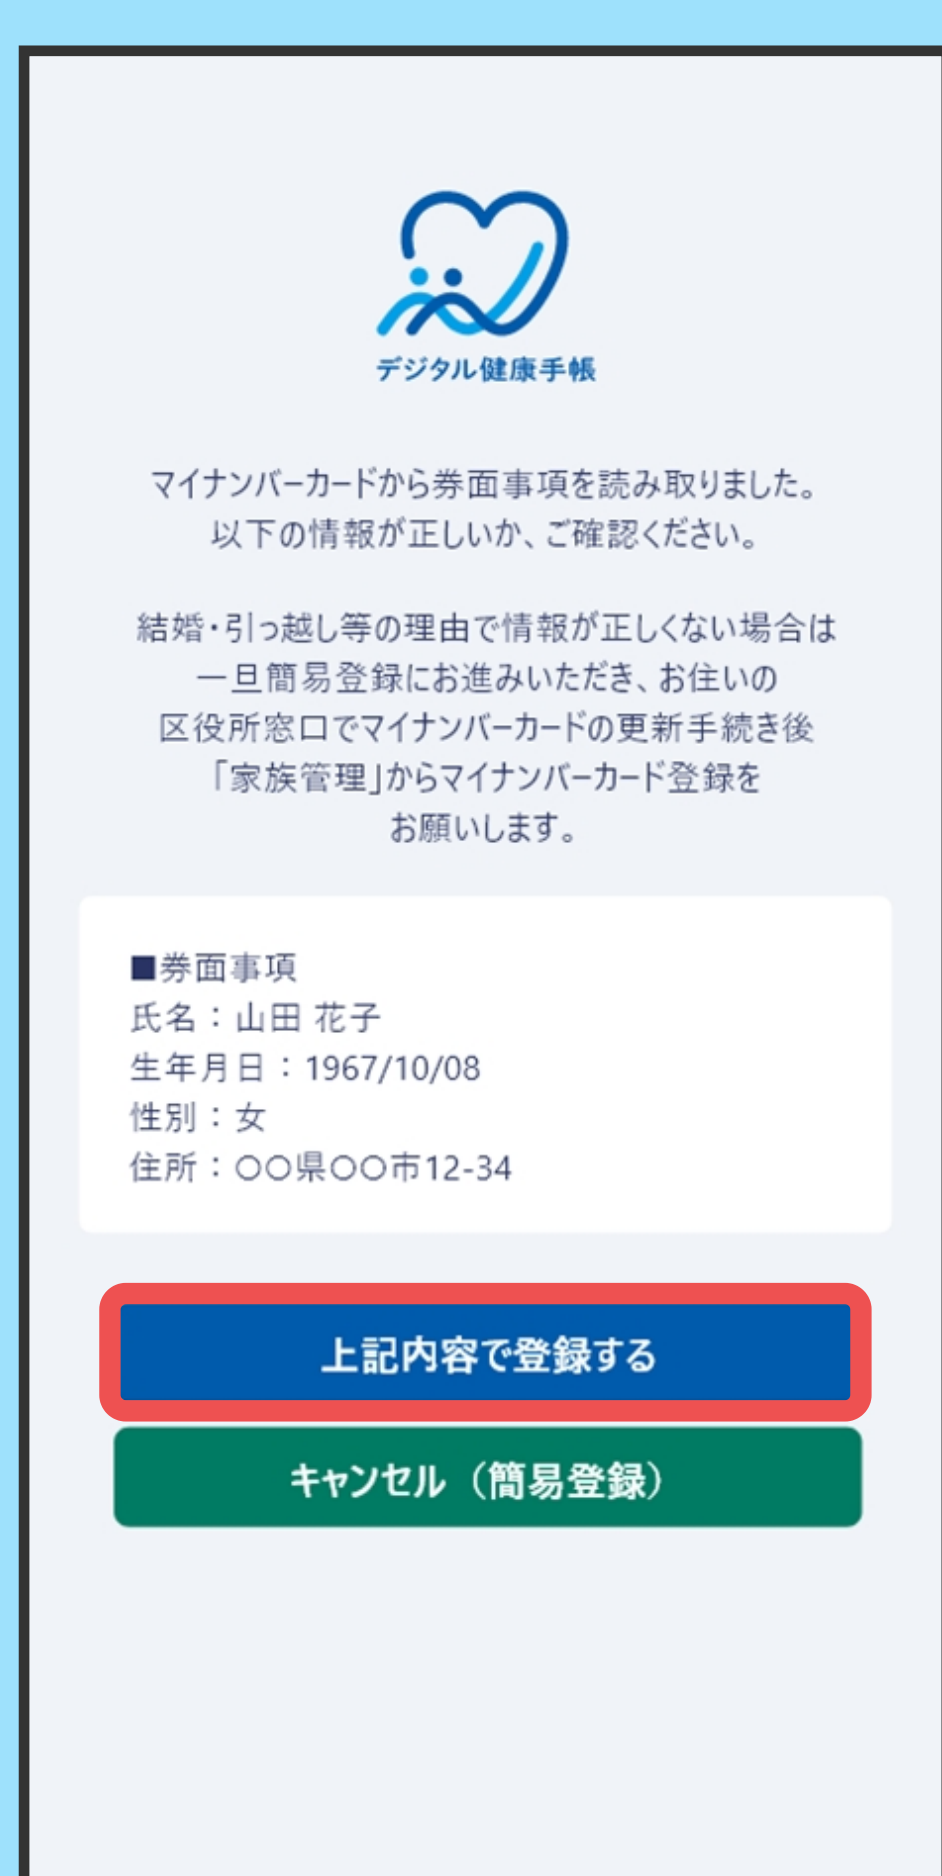 デジタル健康手帳
マイナンバーカードから券面事項を読み取りました。
以下の情報が正しいか、ご確認ください。
結婚・引っ越し等の理由で情報が正しくない場合は
一旦簡易登録にお進みいただき、お住いの
区役所窓口でマイナンバーカードの更新手続き後
「家族管理」からマイナンバーカード登録を
お願いします。
■券面事項
氏名：山田 花子
生年月日：1967/10/08
性別：女
住所：○○県○○市12-34
上記内容で登録する
キャンセル（簡易登録）